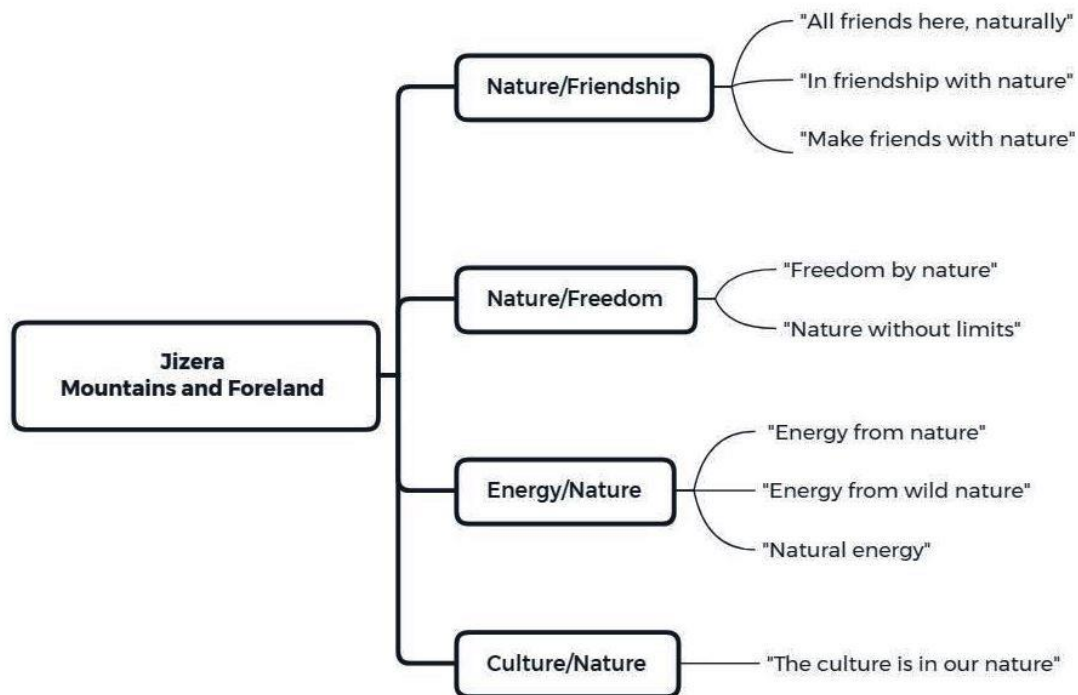 Jizera
Mountains and Foreland
Nature/Friendship
"All friends here, naturally"
"In friendship with nature"
"Make friends with nature"
Nature/Freedom
"Freedom by nature"
"Nature without limits"
Energy/Nature
"Energy from nature"
"Energy from wild nature"
"Natural energy"
Culture/Nature
"The culture is in our nature"